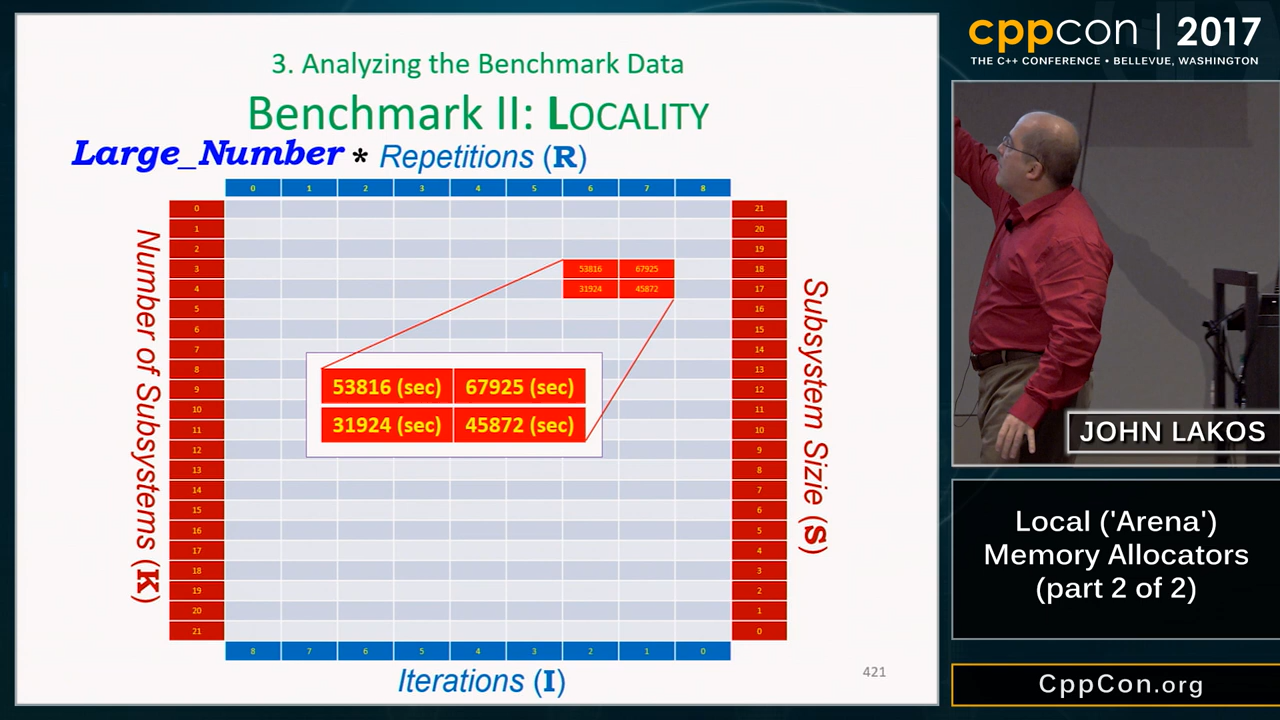 3. Analyzing the Benchmark Data
Benchmark II: LOCALITY
Large_Number * Repetitions (R)
0 1 2 3 4 5 6 7 8
0 21
1 20
2 19
3 53816 67925 18
4 31924 45872 17
5 16
6 15
7 14
8 13
9 12
10 11
11 10
12 9
13 8
14 7
15 6
16 5
17 4
18 3
19 2
20 1
21 0
53816 (sec) 67925 (sec)
31924 (sec) 45872 (sec)
8 7 6 5 4 3 2 1 0
Number of Subsystems (K)
Subsystem Sizie (S)
Iterations (I)
421
cppcon | 2017
THE C++ CONFERENCE • BELLEVUE, WASHINGTON
JOHN LAKOS
Local ('Arena')
Memory Allocators
(part 2 of 2)
CppCon.org